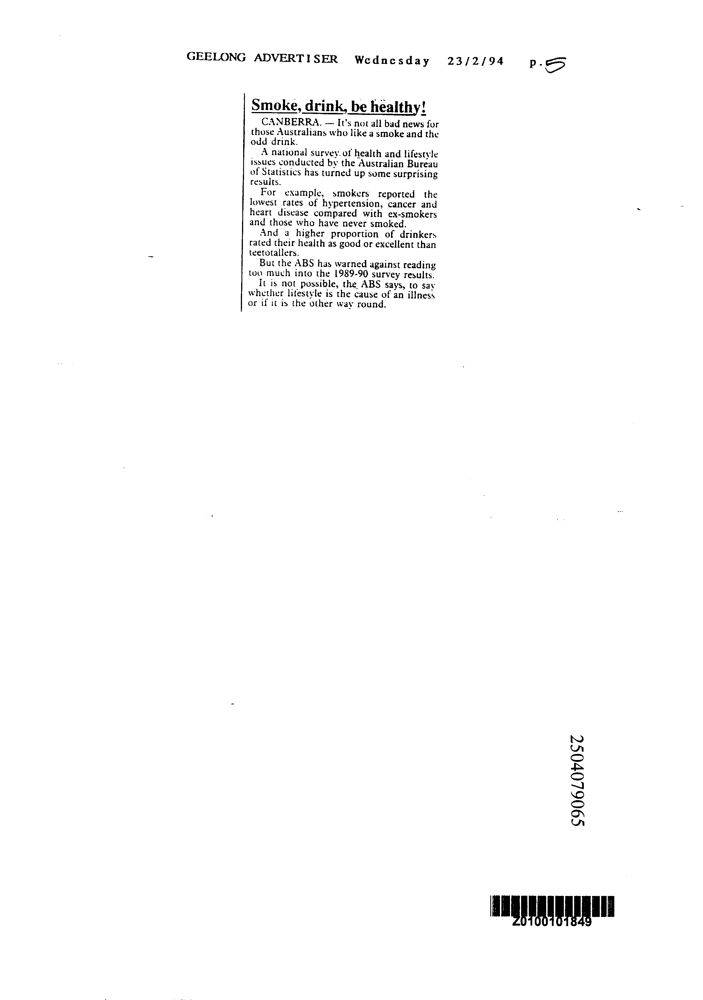 GEELONG ADVERTISER Wednesday 23/2/94 p.5
Smoke, drink, be healthy!
CANBERRA. — It's not all bad news for
those Australians who like a smoke and the
odd drink.
A national survey of health and lifestyle
issues conducted by the Australian Bureau
of Statistics has turned up some surprising
results.
For example, smokers reported the
lowest rates of hypertension, cancer and
heart disease compared with ex-smokers
and those who have never smoked.
And a higher proportion of drinkers
rated their health as good or excellent than
teetotallers.
But the ABS has warned against reading
too much into the 1989-90 survey results.
It is not possible, the ABS says, to say
whether lifestyle is the cause of an illness
or if it is the other way round.
2504079065
Z0100101849